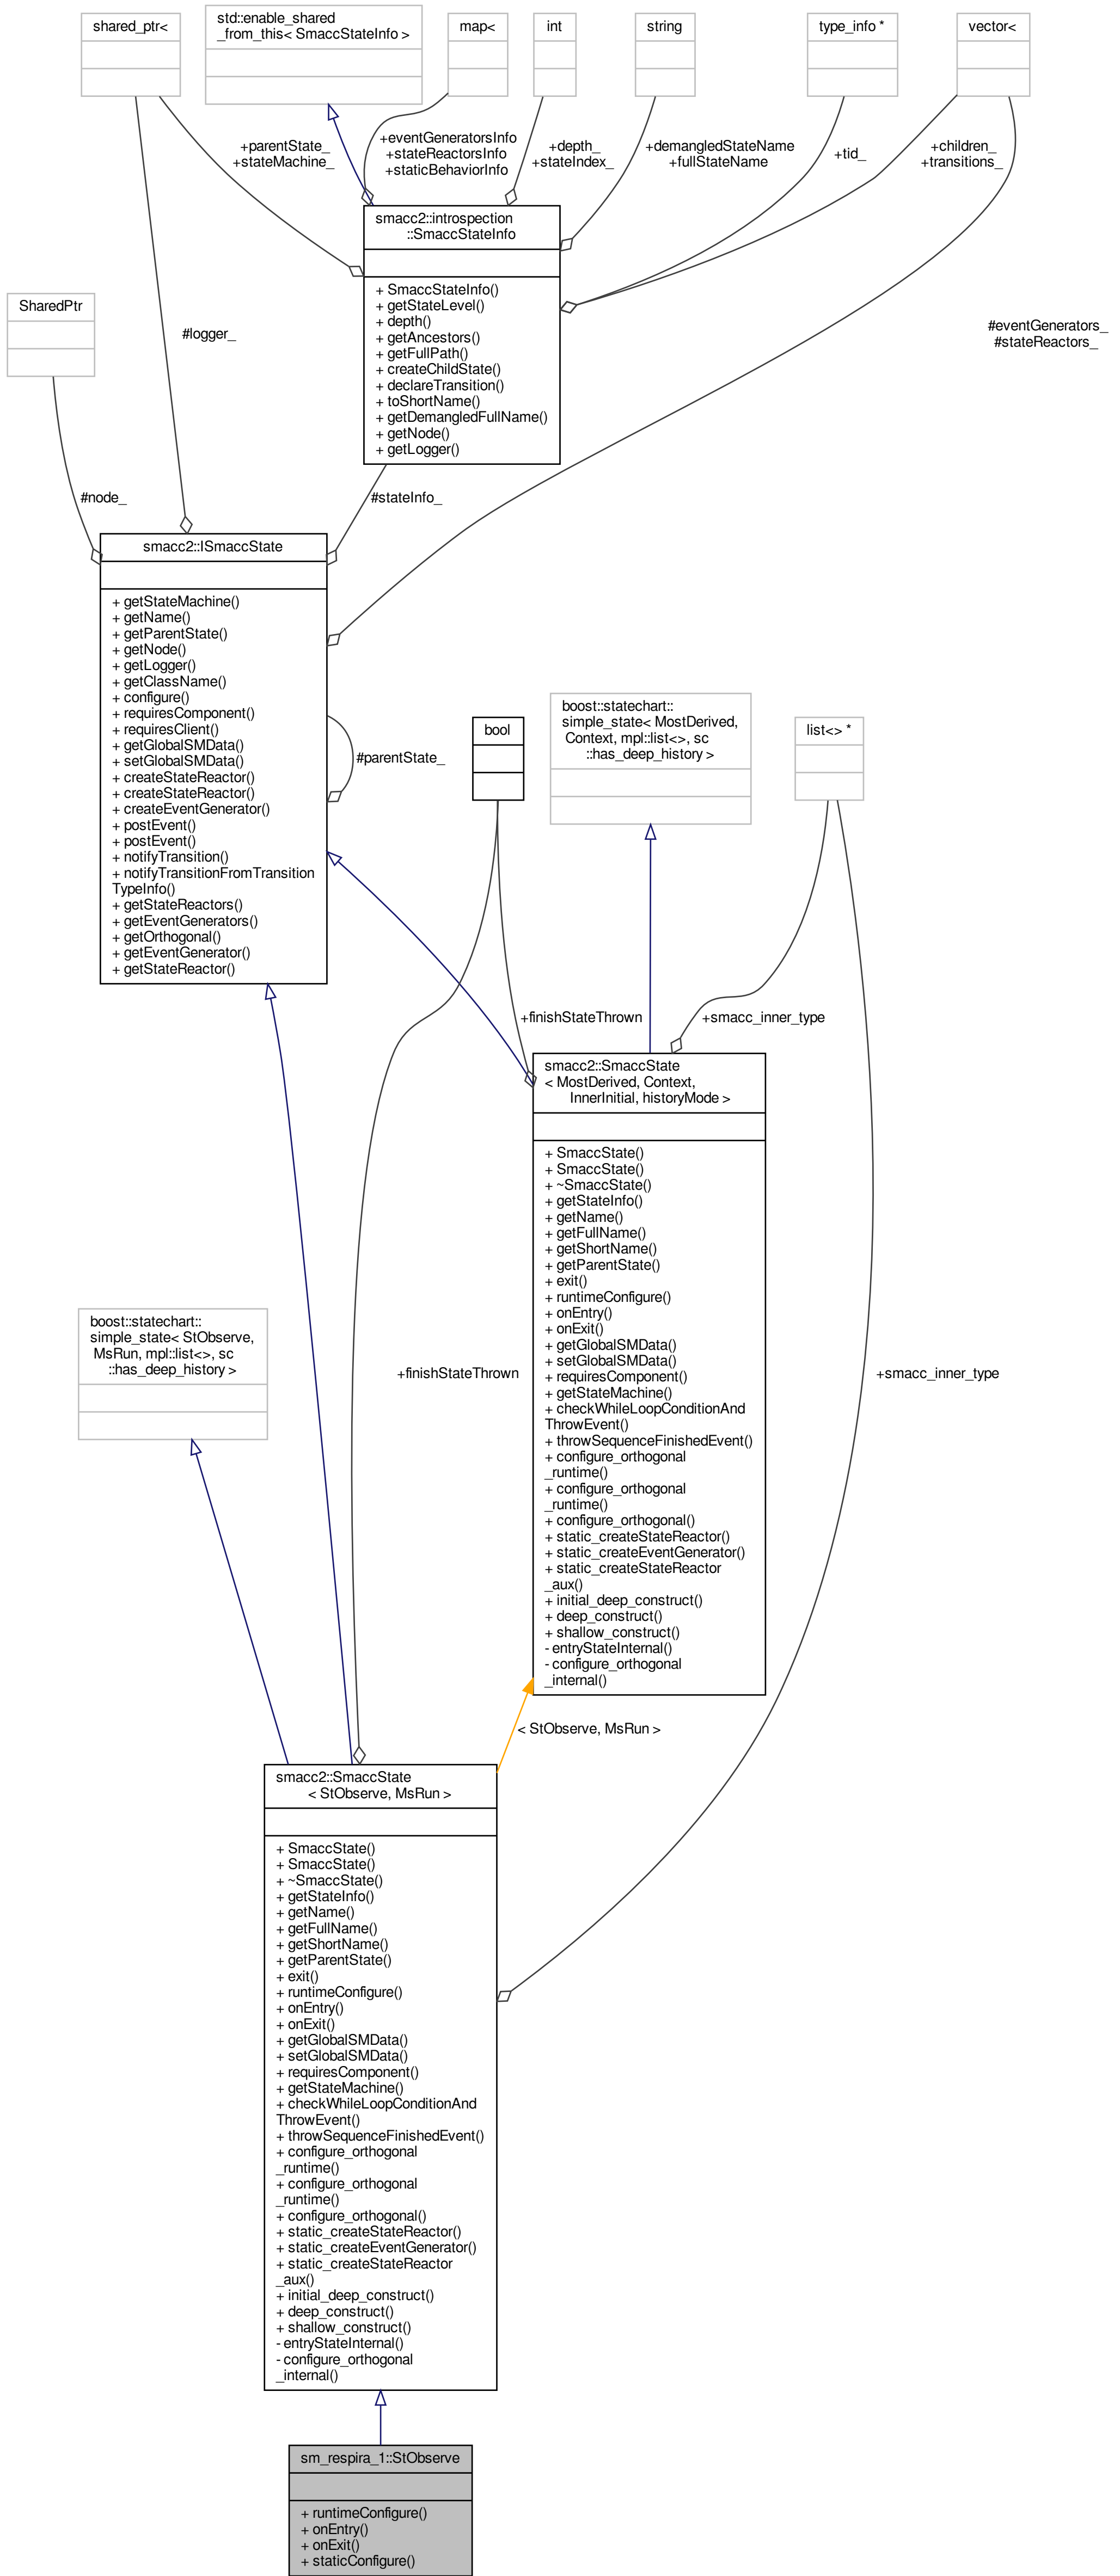 shared_ptr<
std::enable_shared
_from_this< SmaccStateInfo >
map<
int
string
type_info *
vector<
+parentState_
+stateMachine_
+eventGeneratorsInfo
+stateReactorsInfo
+staticBehaviorInfo
+depth_
+stateIndex_
+demangledStateName
+fullStateName
+tid_
+children_
+transitions_
smacc2::introspection
::SmaccStateInfo
+ SmaccStateInfo()
+ getStateLevel()
+ depth()
+ getAncestors()
+ getFullPath()
+ createChildState()
+ declareTransition()
+ toShortName()
+ getDemangledFullName()
+ getNode()
+ getLogger()
SharedPtr
#logger_
#eventGenerators_
#stateReactors_
#node_
#stateInfo_
smacc2::ISmaccState
+ getStateMachine()
+ getName()
+ getParentState()
+ getNode()
+ getLogger()
+ getClassName()
+ configure()
+ requiresComponent()
+ requiresClient()
+ getGlobalSMData()
+ setGlobalSMData()
+ createStateReactor()
+ createStateReactor()
+ createEventGenerator()
+ postEvent()
+ postEvent()
+ notifyTransition()
+ notifyTransitionFromTransition
TypeInfo()
+ getStateReactors()
+ getEventGenerators()
+ getOrthogonal()
+ getEventGenerator()
+ getStateReactor()
#parentState_
bool
boost::statechart::
simple_state< MostDerived,
Context, mpl::list<>, sc
::has_deep_history >
list<> *
+finishStateThrown
+smacc_inner_type
smacc2::SmaccState
< MostDerived, Context,
InnerInitial, historyMode >
+ SmaccState()
+ SmaccState()
+ ~SmaccState()
+ getStateInfo()
+ getName()
+ getFullName()
+ getShortName()
+ getParentState()
+ exit()
+ runtimeConfigure()
+ onEntry()
+ onExit()
+ getGlobalSMData()
+ setGlobalSMData()
+ requiresComponent()
+ getStateMachine()
+ checkWhileLoopConditionAnd
ThrowEvent()
+ throwSequenceFinishedEvent()
+ configure_orthogonal
_runtime()
+ configure_orthogonal
_runtime()
+ configure_orthogonal()
+ static_createStateReactor()
+ static_createEventGenerator()
+ static_createStateReactor
_aux()
+ initial_deep_construct()
+ deep_construct()
+ shallow_construct()
- entryStateInternal()
- configure_orthogonal
_internal()
boost::statechart::
simple_state< StObserve,
MsRun, mpl::list<>, sc
::has_deep_history >
+finishStateThrown
+smacc_inner_type
< StObserve, MsRun >
smacc2::SmaccState
< StObserve, MsRun >
+ SmaccState()
+ SmaccState()
+ ~SmaccState()
+ getStateInfo()
+ getName()
+ getFullName()
+ getShortName()
+ getParentState()
+ exit()
+ runtimeConfigure()
+ onEntry()
+ onExit()
+ getGlobalSMData()
+ setGlobalSMData()
+ requiresComponent()
+ getStateMachine()
+ checkWhileLoopConditionAnd
ThrowEvent()
+ throwSequenceFinishedEvent()
+ configure_orthogonal
_runtime()
+ configure_orthogonal
_runtime()
+ configure_orthogonal()
+ static_createStateReactor()
+ static_createEventGenerator()
+ static_createStateReactor
_aux()
+ initial_deep_construct()
+ deep_construct()
+ shallow_construct()
- entryStateInternal()
- configure_orthogonal
_internal()
sm_respira_1::StObserve
+ runtimeConfigure()
+ onEntry()
+ onExit()
+ staticConfigure()